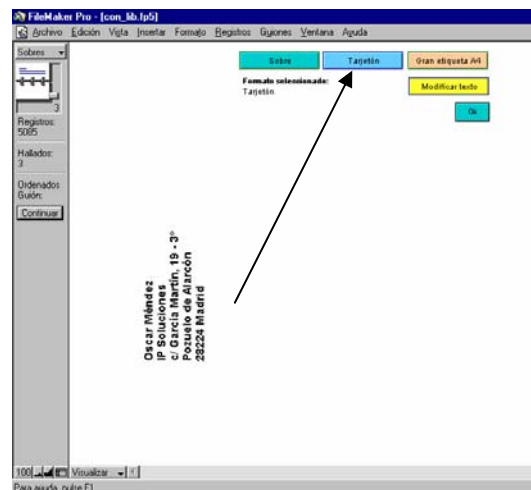 FileMaker Pro - [con_lib.fp5]
Archivo Edición Vista Insertar Formato Registros Guiones Ventana Ayuda
Sobres
3
Registros:
5085
Hallados:
3
Ordenados
Guión:
Continuar
Sobre Tarjetón Gran etiqueta A4
Formato seleccionado:
Tarjetón
Modificar texto
Ok
Oscar Méndez
IP Soluciones
c/ García Martín, 19 - 3º
Pozuelo de Alarcón
28224 Madrid
100 Visualizar
Para ayuda, pulse F1